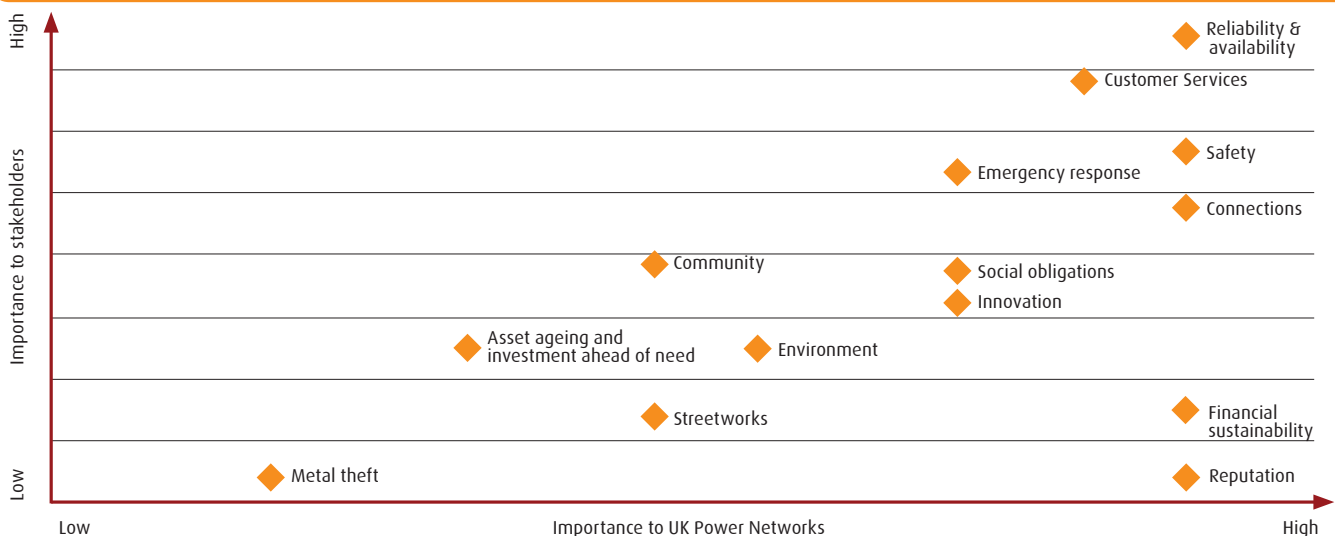 High
Reliability &
availability
Customer Services
Safety
Emergency response
Connections
Importance to stakeholders
Community
Social obligations
Innovation
Asset ageing and
investment ahead of need
Environment
Streetworks
Financial
sustainability
Metal theft
Reputation
Low
Low
Importance to UK Power Networks
High